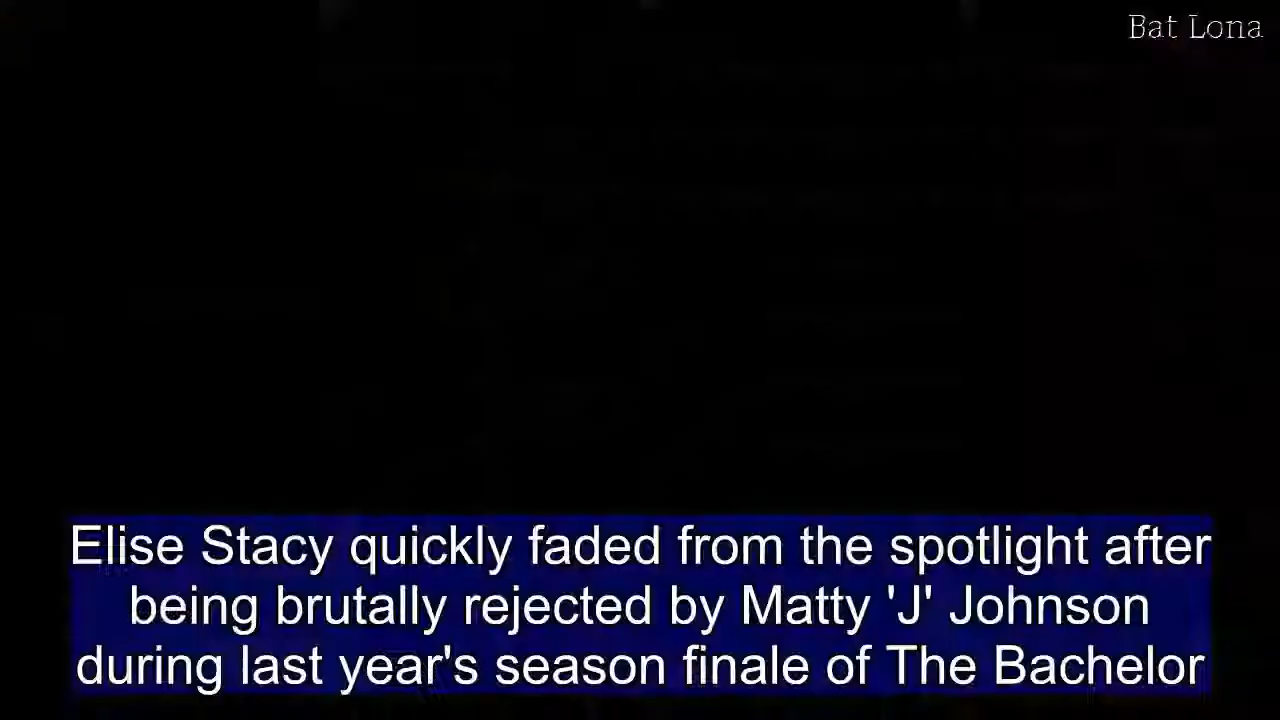 Bat Lona
Elise Stacy quickly faded from the spotlight after
being brutally rejected by Matty 'J' Johnson
during last year's season finale of The Bachelor